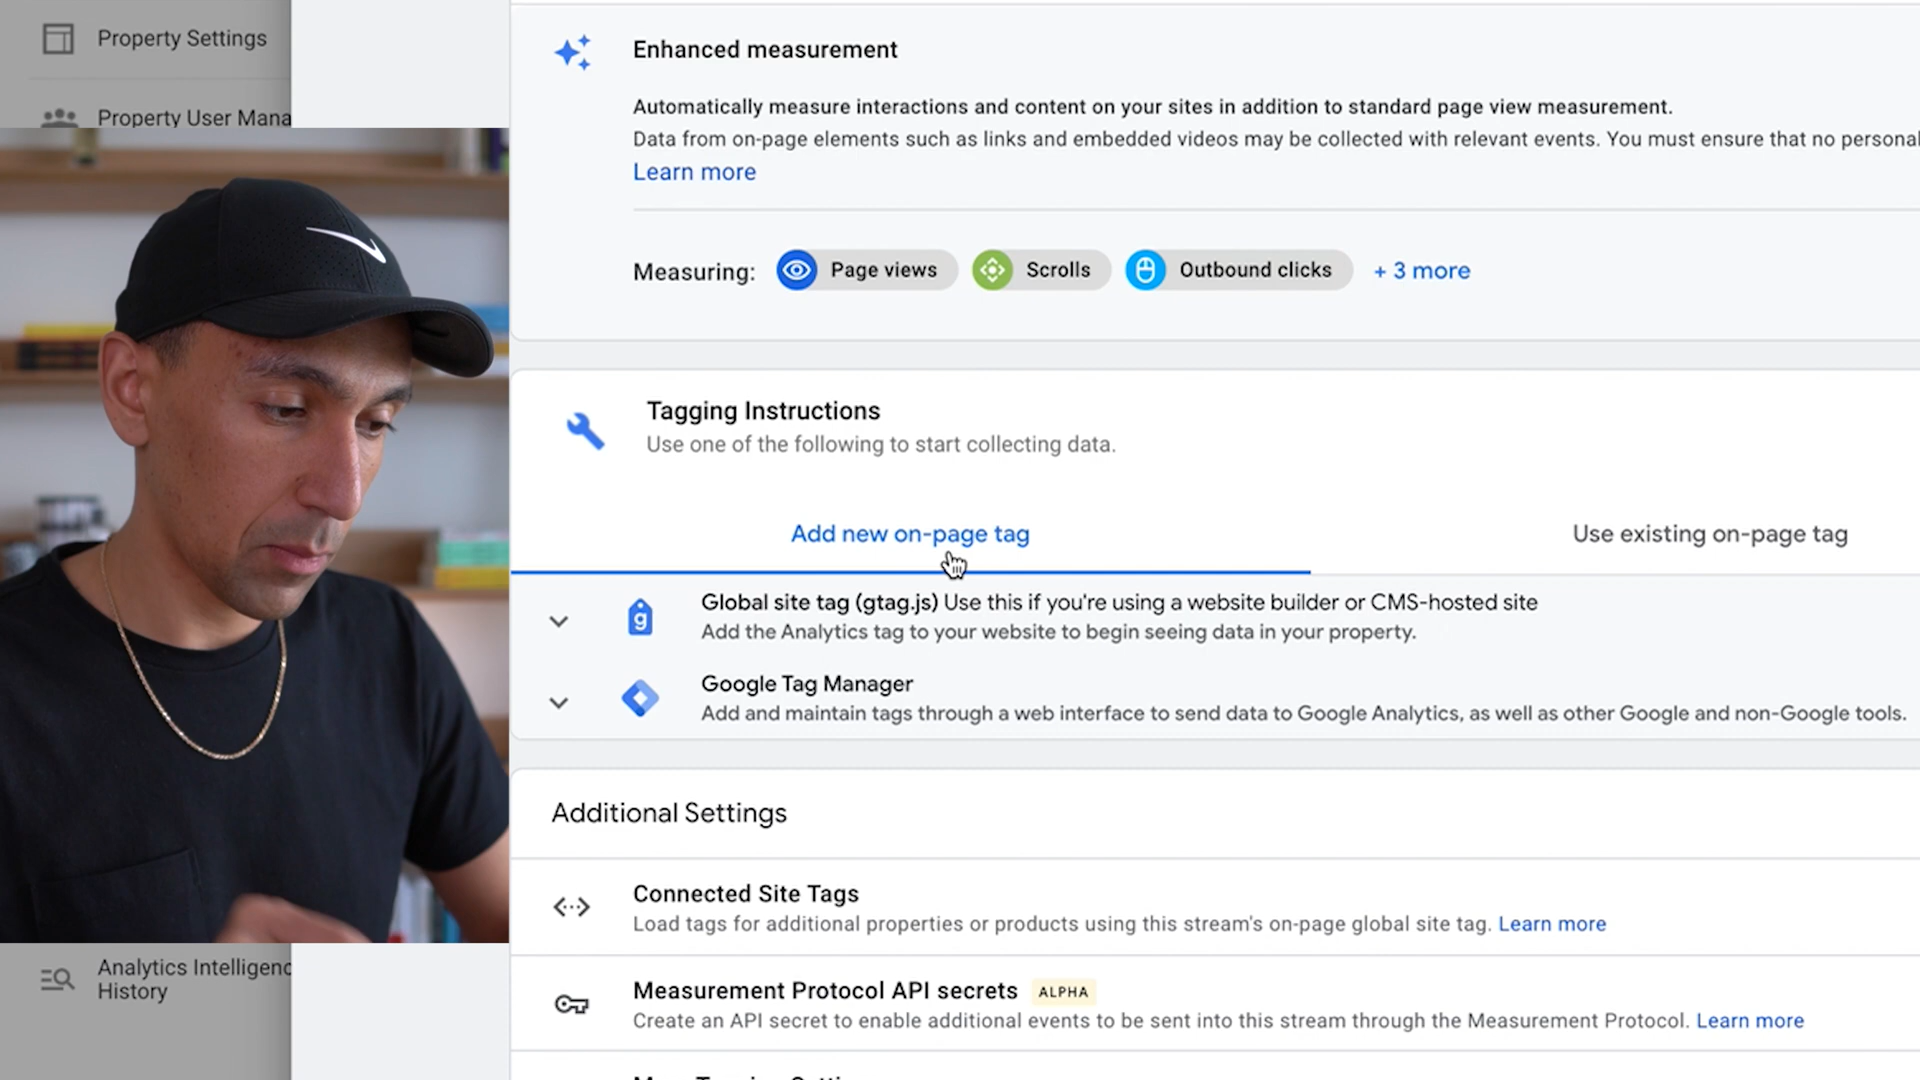 Property Settings
Property User Mana
Enhanced measurement
Automatically measure interactions and content on your sites in addition to standard page view measurement.
Data from on-page elements such as links and embedded videos may be collected with relevant events. You must ensure that no personal
Learn more
Measuring: Page views Scrolls Outbound clicks + 3 more
Tagging Instructions
Use one of the following to start collecting data.
Add new on-page tag Use existing on-page tag
g
Global site tag (gtag.js) Use this if you're using a website builder or CMS-hosted site
Add the Analytics tag to your website to begin seeing data in your property.
Google Tag Manager
Add and maintain tags through a web interface to send data to Google Analytics, as well as other Google and non-Google tools.
Additional Settings
Connected Site Tags
Load tags for additional properties or products using this stream's on-page global site tag. Learn more
Analytics Intelligenc
History
Measurement Protocol API secrets ALPHA
Create an API secret to enable additional events to be sent into this stream through the Measurement Protocol. Learn more